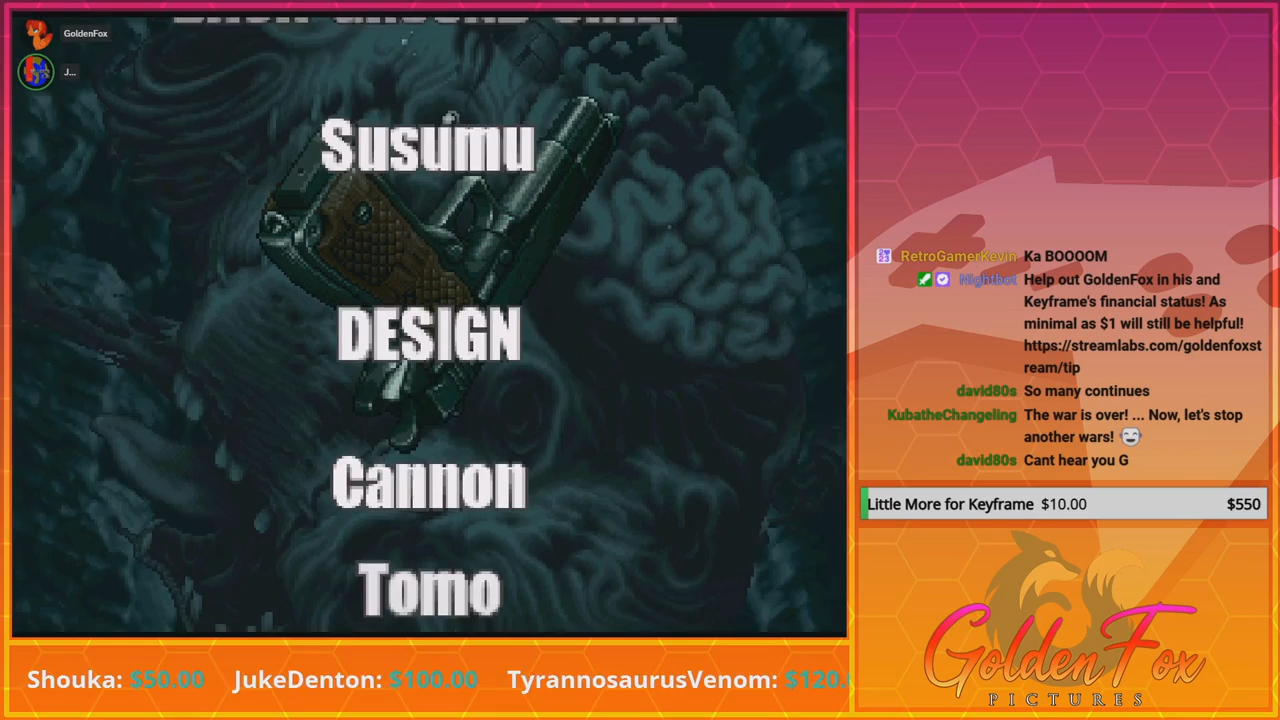 GoldenFox
J...
Susumu
DESIGN
Cannon
Tomo
RetroGamerKevin Ka BOOOOM
Nightbot Help out GoldenFox in his and
Keyframe's financial status! As
minimal as $1 will still be helpful!
https://streamlabs.com/goldenfoxst
ream/tip
david80s So many continues
KubatheChangeling The war is over! ... Now, let's stop
another wars!
david80s Cant hear you G
Little More for Keyframe $10.00 $550
GoldenFox
PICTURES
Shouka: $50.00 JukeDenton: $100.00 TyrannosaurusVenom: $120.